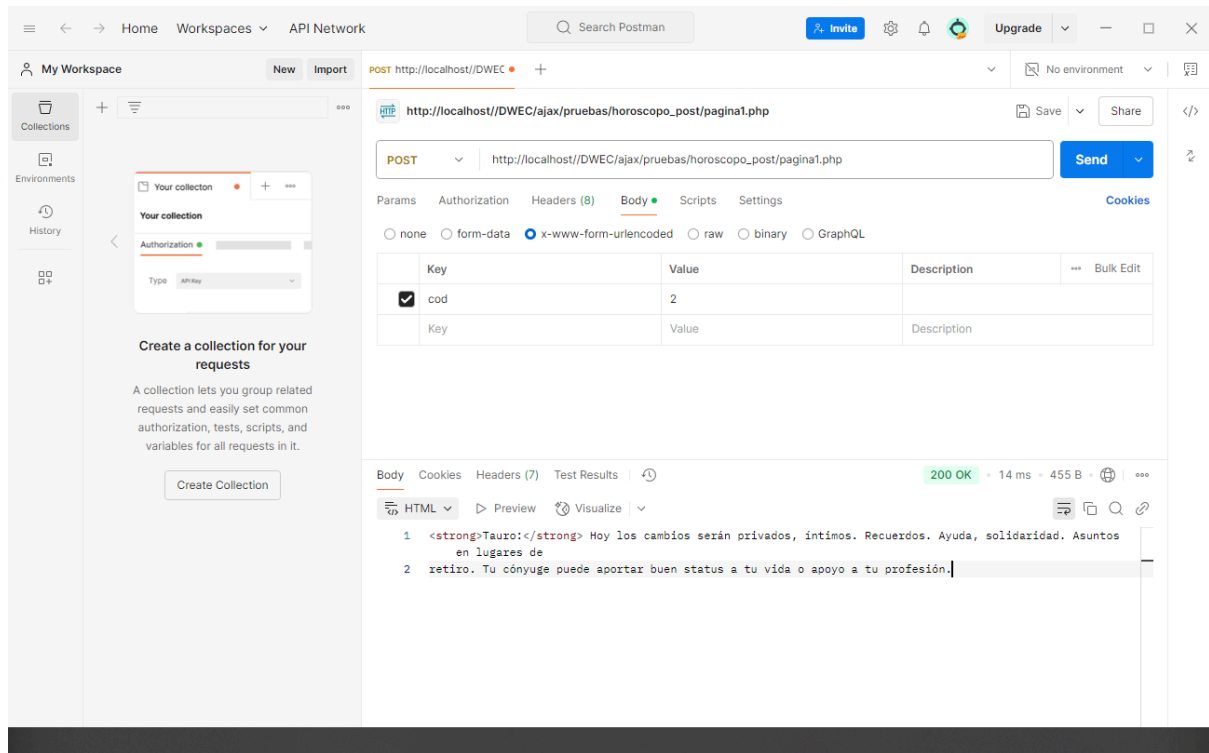 Home Workspaces API Network Search Postman Invite Upgrade
My Workspace New Import POST http://localhost//DWEC + No environment
Collections
Environments
History
Your collecton
Your collection
Authorization
Type API Key
Create a collection for your
requests
A collection lets you group related
requests and easily set common
authorization, tests, scripts, and
variables for all requests in it.
Create Collection
HTTP http://localhost//DWEC/ajax/pruebas/horoscopo_post/pagina1.php Save Share
POST http://localhost//DWEC/ajax/pruebas/horoscopo_post/pagina1.php Send
Params Authorization Headers (8) Body Scripts Settings Cookies
none form-data x-www-form-urlencoded raw binary GraphQL
Key Value Description Bulk Edit
cod 2
Key Value Description
Body Cookies Headers (7) Test Results 200 OK 14 ms 455 B
HTML Preview Visualize
1 <strong>Tauro:</strong> Hoy los cambios serán privados, íntimos. Recuerdos. Ayuda, solidaridad. Asuntos
en lugares de
2 retiro. Tu cónyuge puede aportar buen status a tu vida o apoyo a tu profesión.